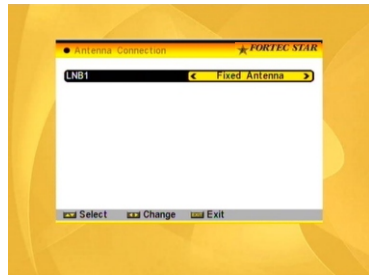 Antenna Connection FORTEC STAR
LNB1 Fixed Antenna
Select Change Exit